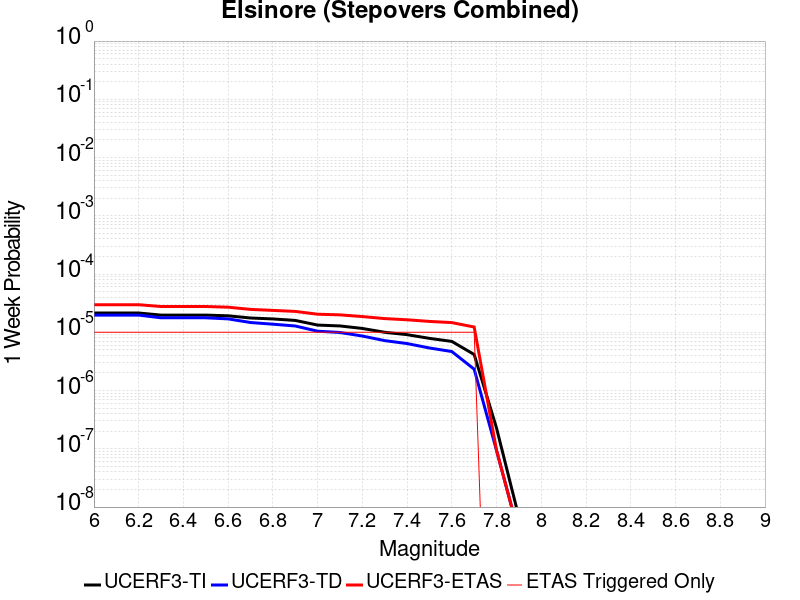 Elsinore (Stepovers Combined)
10^0
10^-1
10^-2
10^-3
10^-4
10^-5
10^-6
10^-7
10^-8
1 Week Probability
6 6.2 6.4 6.6 6.8 7 7.2 7.4 7.6 7.8 8 8.2 8.4 8.6 8.8 9
Magnitude
UCERF3-TI UCERF3-TD UCERF3-ETAS ETAS Triggered Only